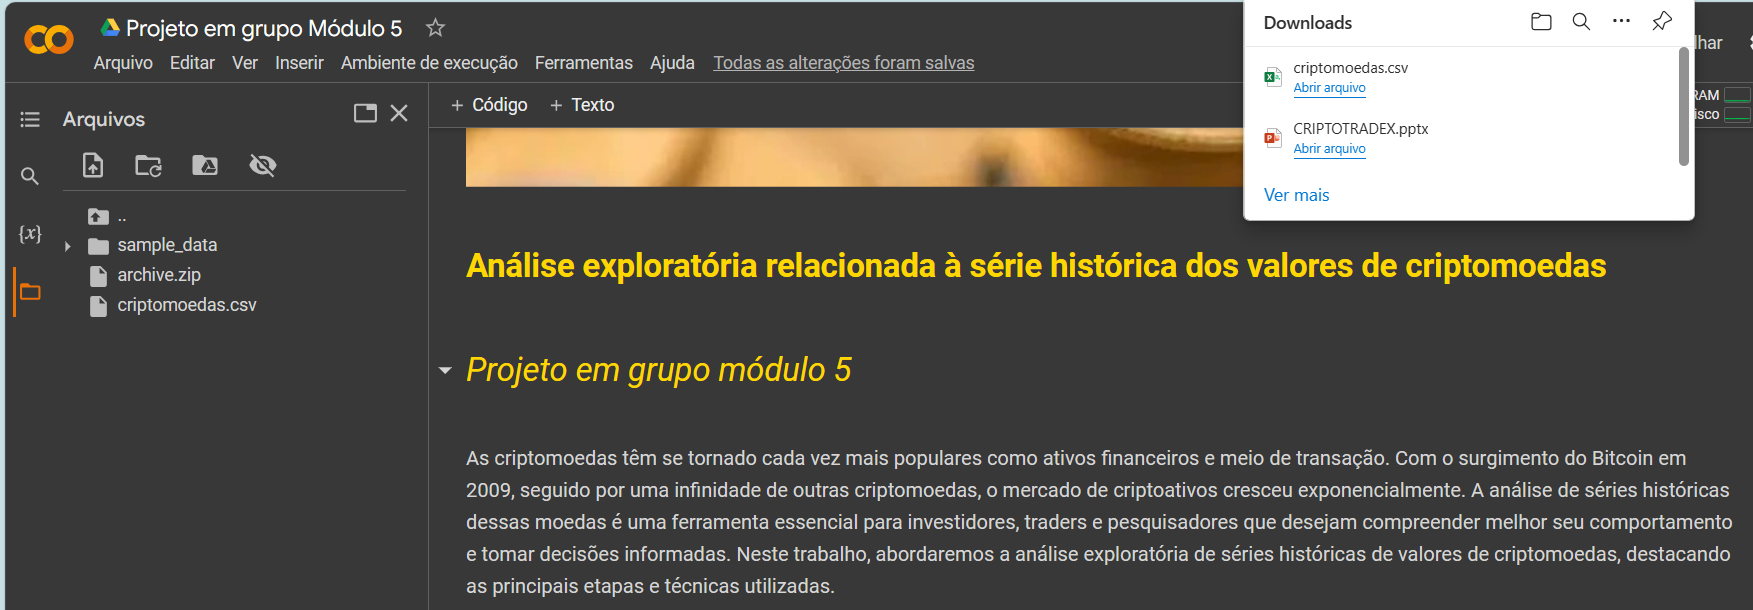 Projeto em grupo Módulo 5
Arquivo Editar Ver Inserir Ambiente de execução Ferramentas Ajuda Todas as alterações foram salvas
Arquivos
..
sample_data
archive.zip
criptomoedas.csv
+ Código + Texto
Downloads
criptomoedas.csv
Abrir arquivo
CRIPTOTRADEX.pptx
Abrir arquivo
Ver mais
lhar
RAM
isco
{x}
Análise exploratória relacionada à série histórica dos valores de criptomoedas
Projeto em grupo módulo 5
As criptomoedas têm se tornado cada vez mais populares como ativos financeiros e meio de transação. Com o surgimento do Bitcoin em
2009, seguido por uma infinidade de outras criptomoedas, o mercado de criptoativos cresceu exponencialmente. A análise de séries históricas
dessas moedas é uma ferramenta essencial para investidores, traders e pesquisadores que desejam compreender melhor seu comportamento
e tomar decisões informadas. Neste trabalho, abordaremos a análise exploratória de séries históricas de valores de criptomoedas, destacando
as principais etapas e técnicas utilizadas.